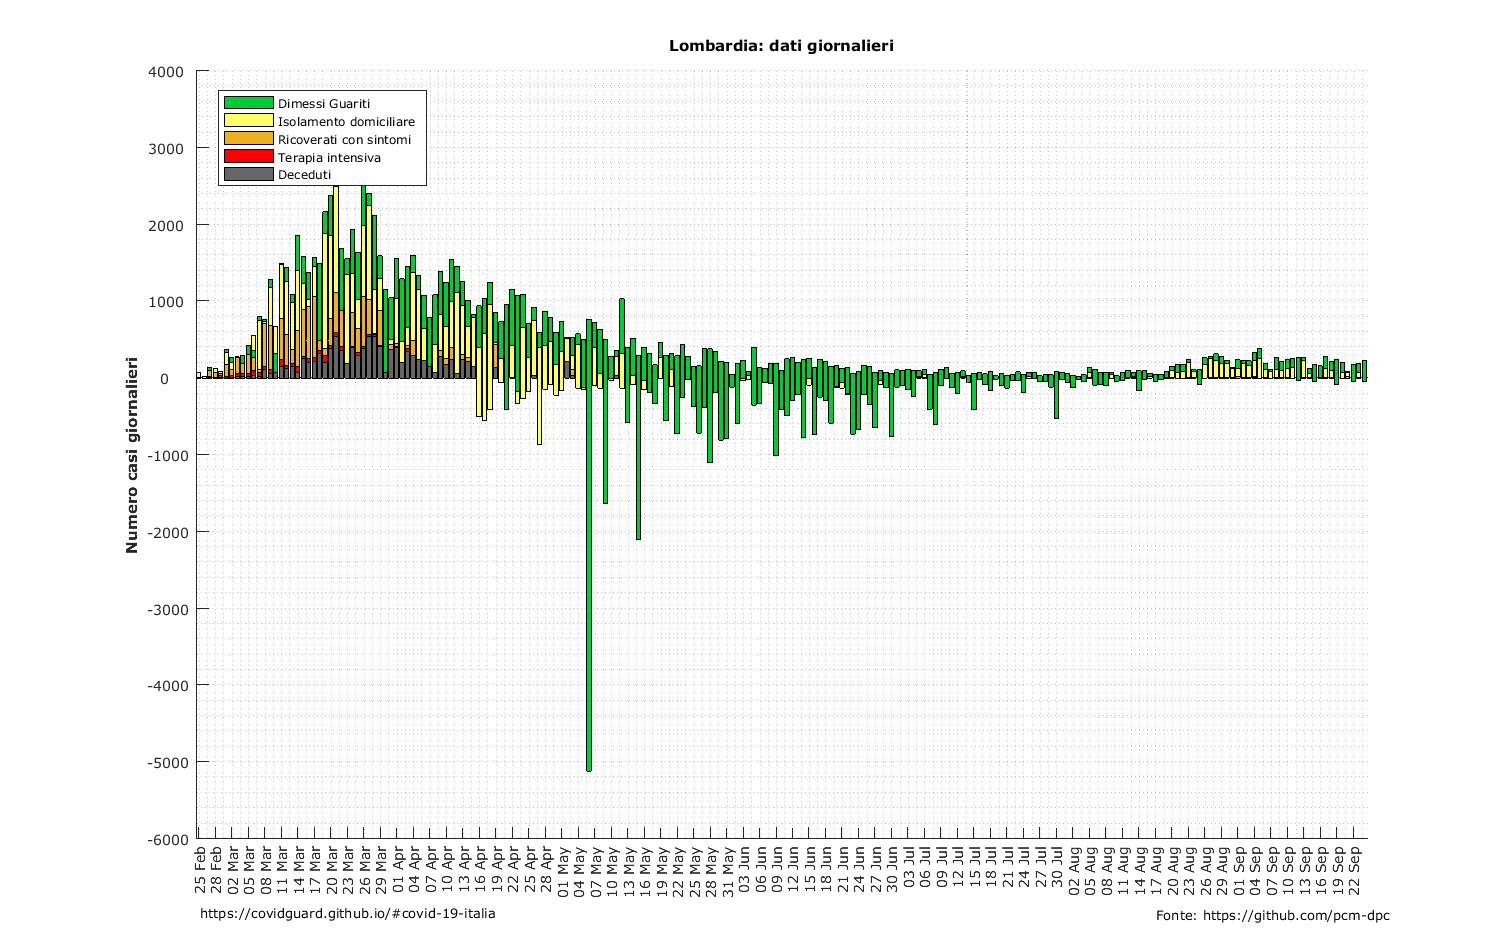 Lombardia: dati giornalieri
4000
3000
2000
1000
0
-1000
-2000
-3000
-4000
-5000
-6000
Numero casi giornalieri
Dimessi Guariti
Isolamento domiciliare
Ricoverati con sintomi
Terapia intensiva
Deceduti
25 Feb
28 Feb
02 Mar
05 Mar
08 Mar
11 Mar
14 Mar
17 Mar
20 Mar
23 Mar
26 Mar
29 Mar
01 Apr
04 Apr
07 Apr
10 Apr
13 Apr
16 Apr
19 Apr
22 Apr
25 Apr
28 Apr
01 May
04 May
07 May
10 May
13 May
16 May
19 May
22 May
25 May
28 May
31 May
03 Jun
06 Jun
09 Jun
12 Jun
15 Jun
18 Jun
21 Jun
24 Jun
27 Jun
30 Jun
03 Jul
06 Jul
09 Jul
12 Jul
15 Jul
18 Jul
21 Jul
24 Jul
27 Jul
30 Jul
02 Aug
05 Aug
08 Aug
11 Aug
14 Aug
17 Aug
20 Aug
23 Aug
26 Aug
29 Aug
01 Sep
04 Sep
07 Sep
10 Sep
13 Sep
16 Sep
19 Sep
22 Sep
https://covidguard.github.io/#covid-19-italia
Fonte: https://github.com/pcm-dpc